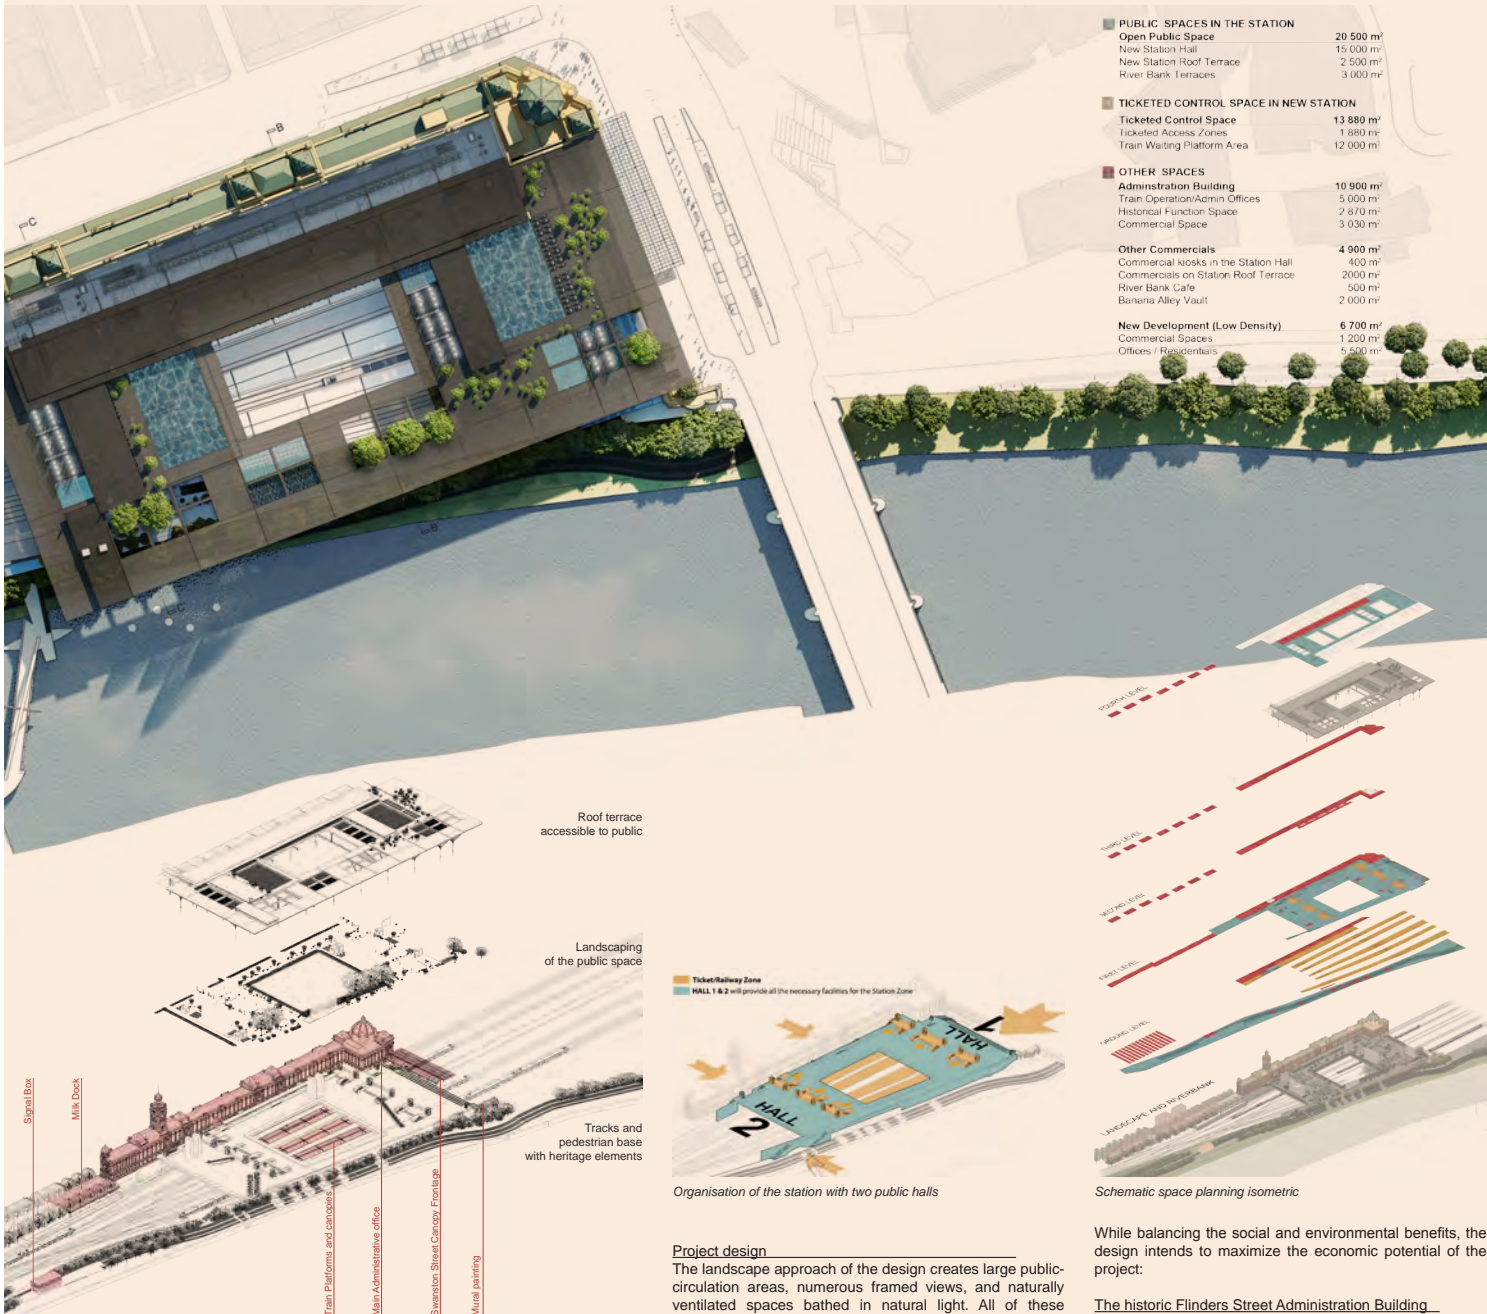 PUBLIC SPACES IN THE STATION
Open Public Space 20 500 m²
New Station Hall 15 000 m²
New Station Roof Terrace 2 500 m²
River Bank Terraces 3 000 m²
TICKETED CONTROL SPACE IN NEW STATION
Ticketed Control Space 13 880 m²
Ticketed Access Zones 1 880 m²
Train Waiting Platform Area 12 000 m²
OTHER SPACES
Adminstration Building 10 900 m²
Train Operation/Admin Offices 5 000 m²
Historical Function Space 2 870 m²
Commercial Space 3 030 m²
Other Commercials 4 900 m²
Commercial kiosks in the Station Hall 400 m²
Commercials on Station Roof Terrace 2000 m²
River Bank Cafe 500 m²
Banana Alley Vault 2 000 m²
New Development (Low Density) 6 700 m²
Commercial Spaces 1 200 m²
Offices / Residentials 5 500 m²
B
C
B
C
Roof terrace
accessible to public
Landscaping
of the public space
Tracks and
pedestrian base
with heritage elements
Signal Box
Milk Dock
Train Platforms and canopies
Main Administrative office
Swanston Street Canopy Frontage
Mural painting
Ticket/Railway Zone
HALL 1 & 2 will provide all the necessary facilities for the Station Zone
HALL
1
HALL
2
Organisation of the station with two public halls
Project design
The landscape approach of the design creates large public-
circulation areas, numerous framed views, and naturally
ventilated spaces bathed in natural light. All of these
FOURTH LEVEL
THIRD LEVEL
SECOND LEVEL
FIRST LEVEL
GROUND LEVEL
LANDSCAPE AND RIVERBANK
Schematic space planning isometric
While balancing the social and environmental benefits, the
design intends to maximize the economic potential of the
project:
The historic Flinders Street Administration Building